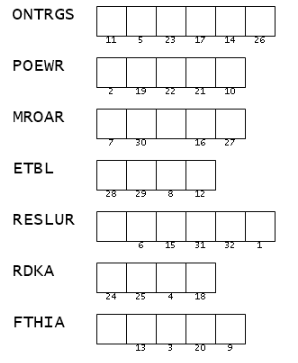 ONTRGS
11 5 23 17 14 26
POEWR
2 19 22 21 10
MROAR
7 30 16 27
ETBL
28 29 8 12
RESLUR
6 15 31 32 1
RDKA
24 25 4 18
FTHIA
13 3 20 9